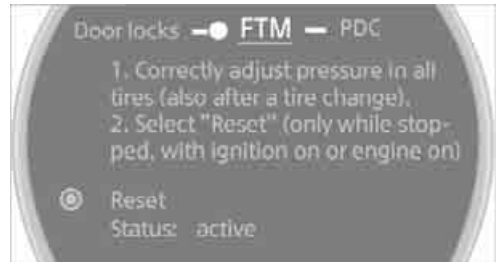 Door locks FTM PDC
1. Correctly adjust pressure in all
tires (also after a tire change).
2. Select "Reset" (only while stop-
ped, with ignition on or engine on)
Reset
Status: active